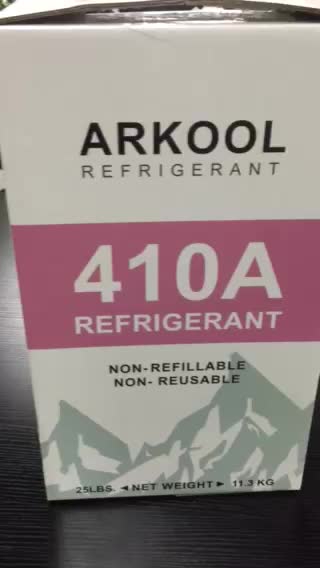 ARKOOL
REFRIGERANT
410A
REFRIGERANT
NON-REFILLABLE
NON- REUSABLE
25LBS. ◄NET WEIGHT► 11.3 KG